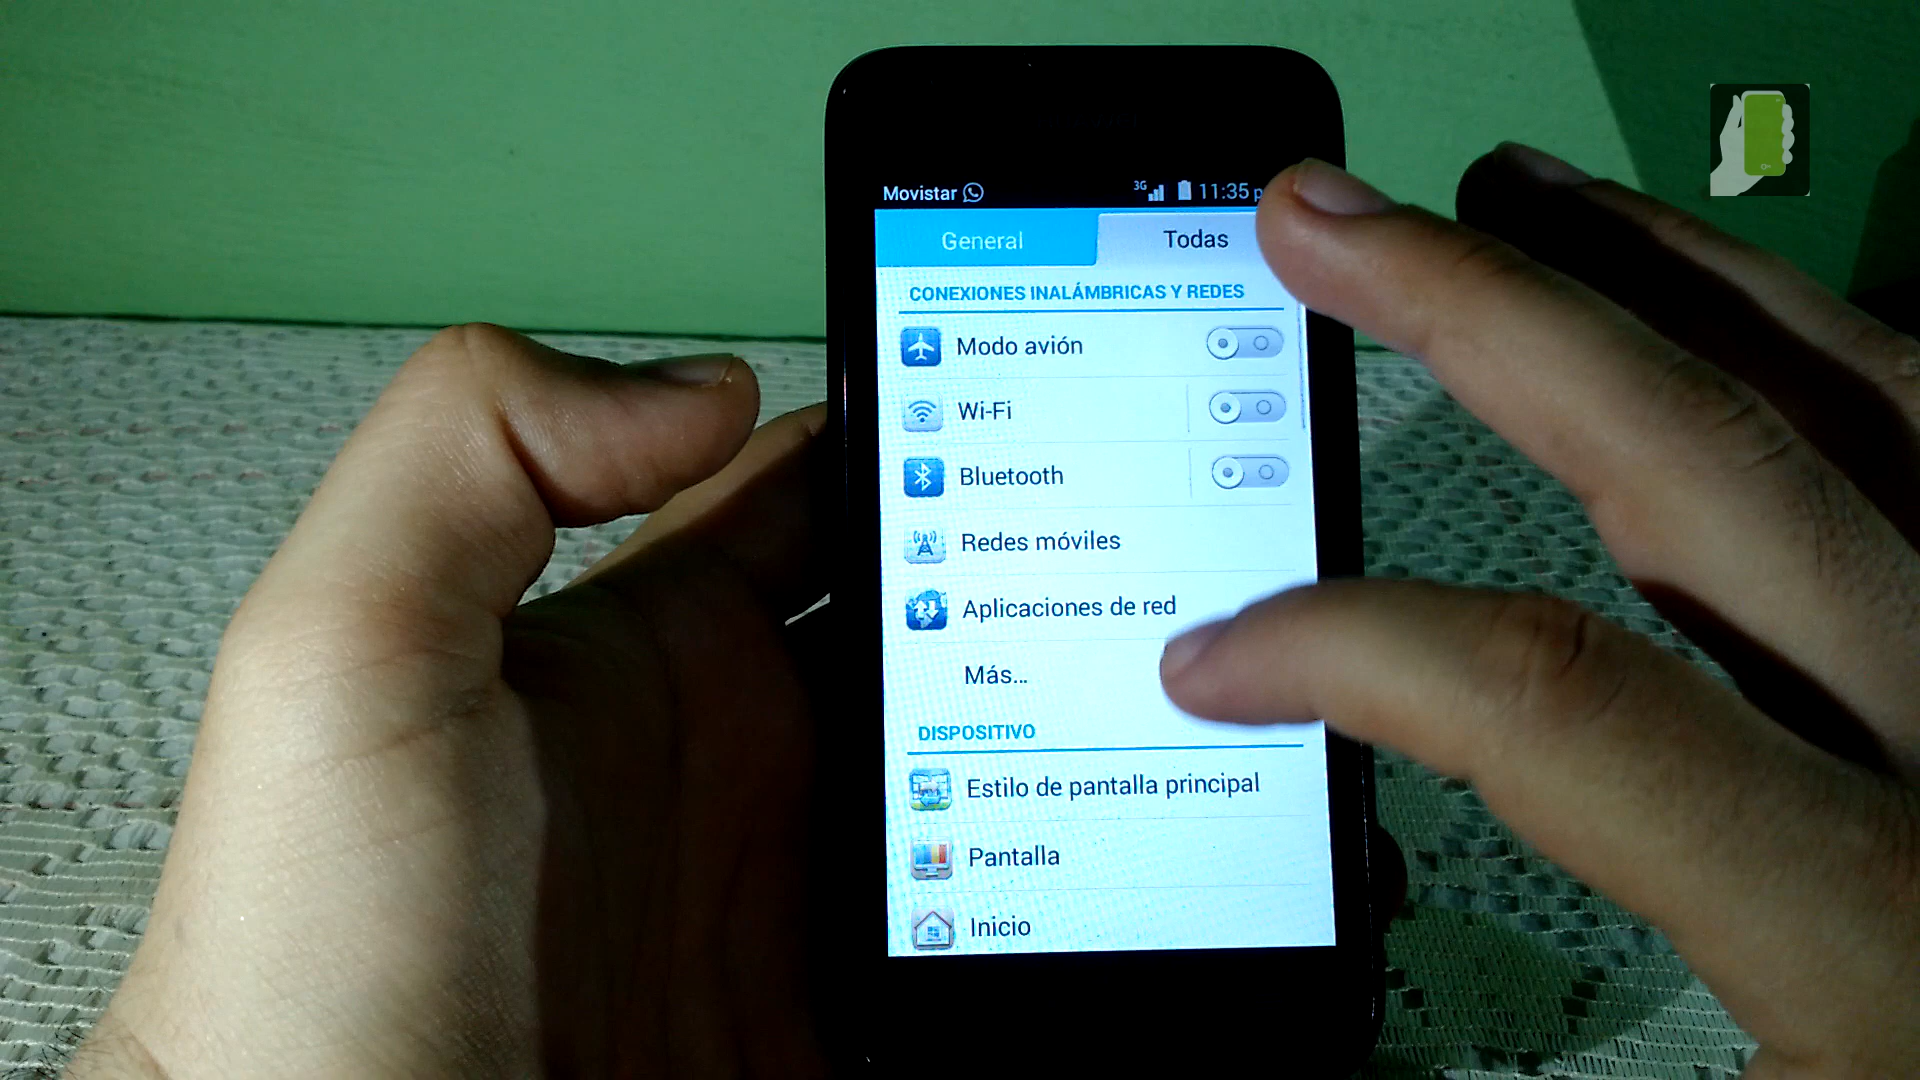 Movistar 3G 11:35 p
General Todas
CONEXIONES INALÁMBRICAS Y REDES
Modo avión
Wi-Fi
Bluetooth
Redes móviles
Aplicaciones de red
Más...
DISPOSITIVO
Estilo de pantalla principal
Pantalla
Inicio